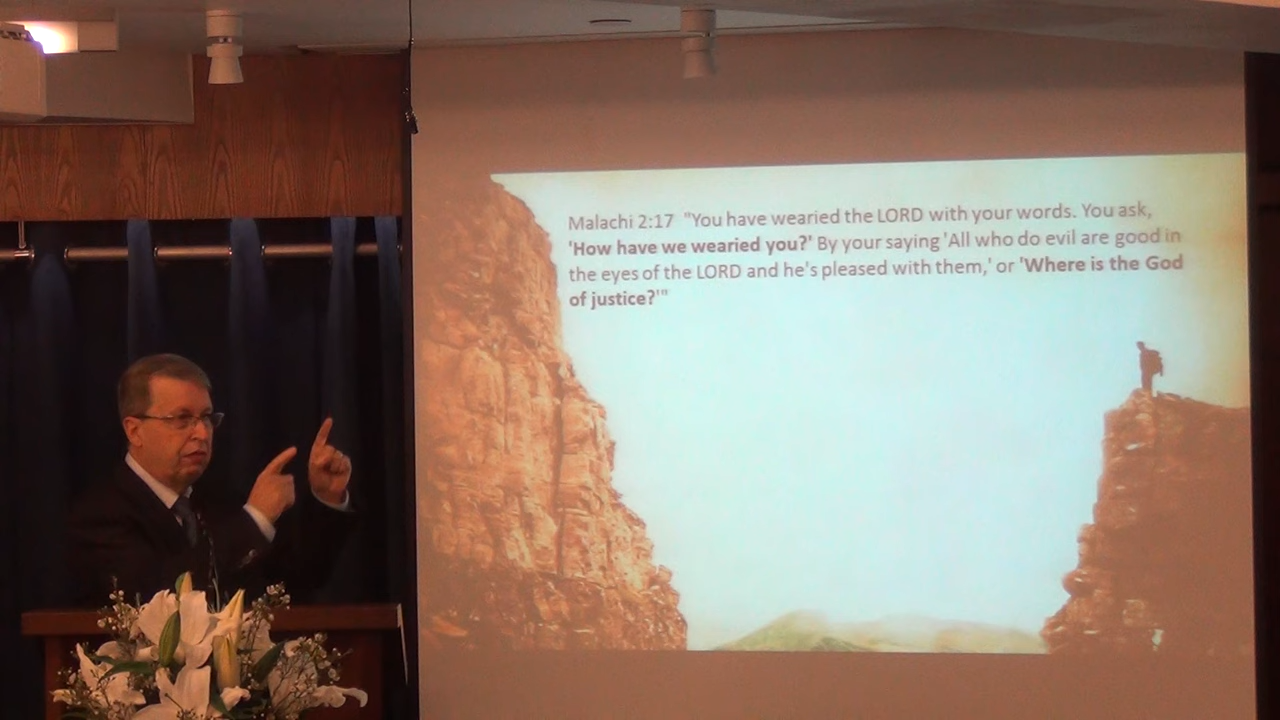 Malachi 2:17 "You have wearied the LORD with your words. You ask,
'How have we wearied you?' By your saying 'All who do evil are good in
the eyes of the LORD and he's pleased with them,' or 'Where is the God
of justice?'"